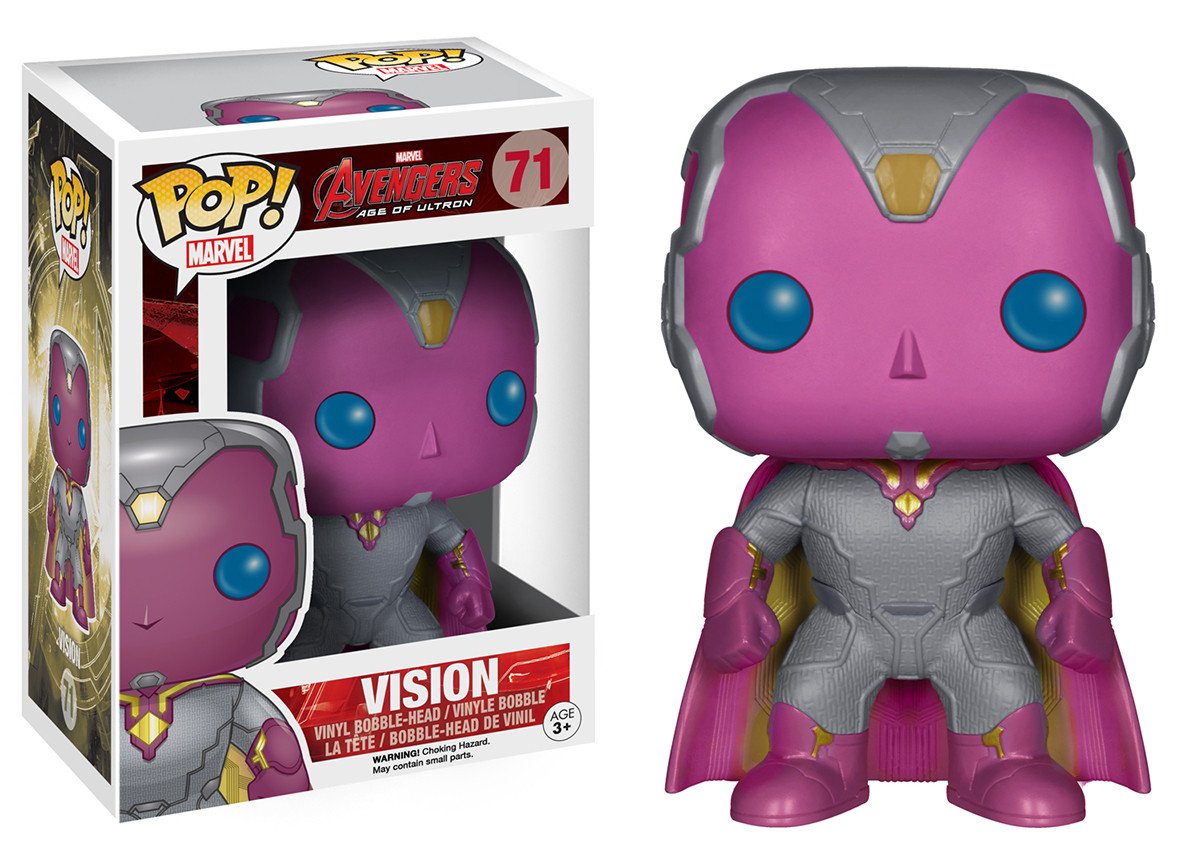 POP!
MARVEL
POP!
MARVEL
MARVEL
AVENGERS
AGE OF ULTRON
71
POP!
MARVEL
VISION
71
VISION
VINYL BOBBLE-HEAD / VINYLE BOBBLE
LA TÊTE / BOBBLE-HEAD DE VINIL
AGE
3+
WARNING! Choking Hazard.
May contain small parts.